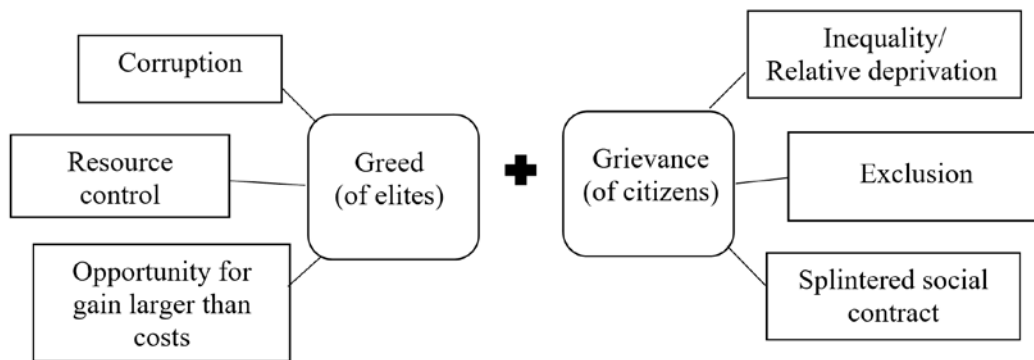 Corruption
Resource
control
Opportunity for
gain larger than
costs
Greed
(of elites)
Grievance
(of citizens)
Inequality/
Relative deprivation
Exclusion
Splintered social
contract